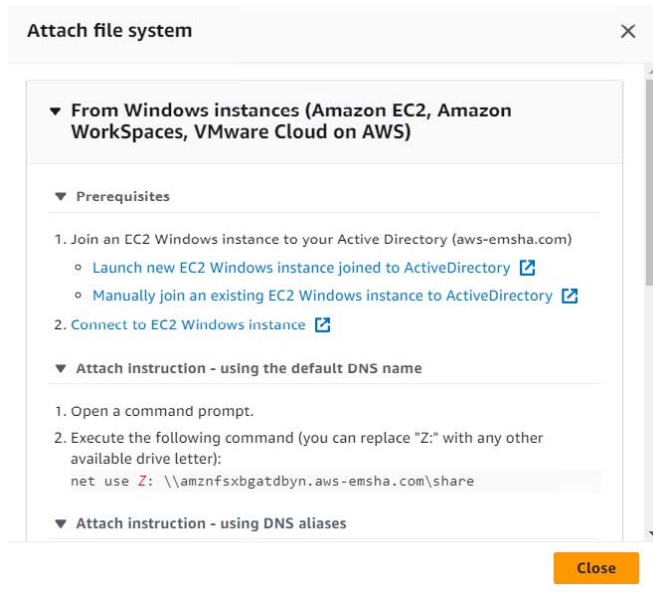 Attach file system
From Windows instances (Amazon EC2, Amazon
WorkSpaces, VMware Cloud on AWS)
Prerequisites
1. Join an EC2 Windows instance to your Active Directory (aws-emsha.com)
Launch new EC2 Windows instance joined to ActiveDirectory
Manually join an existing EC2 Windows instance to ActiveDirectory
2. Connect to EC2 Windows instance
Attach instruction - using the default DNS name
1. Open a command prompt.
2. Execute the following command (you can replace "Z:" with any other
available drive letter):
net use Z: \\amznfsxbgatdbyn.aws-emsha.com\share
Attach instruction - using DNS aliases
Close